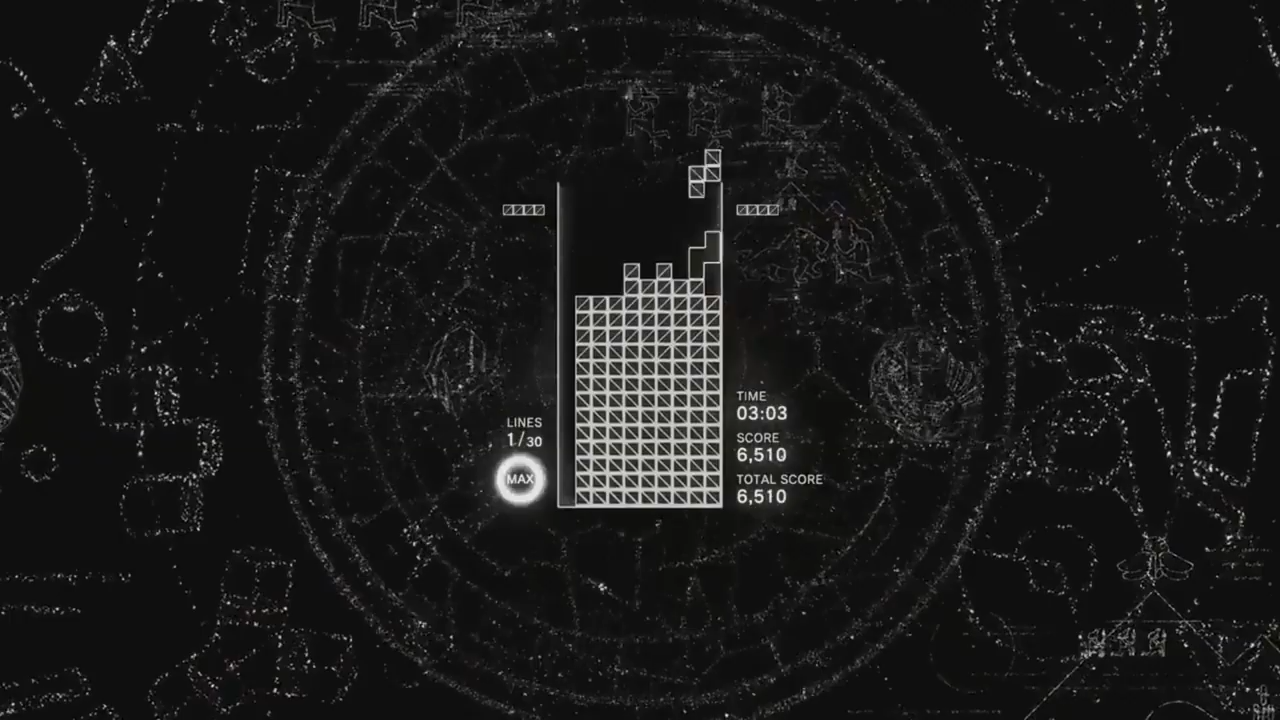 LINES
1/30
MAX
TIME
03:03
SCORE
6,510
TOTAL SCORE
6,510